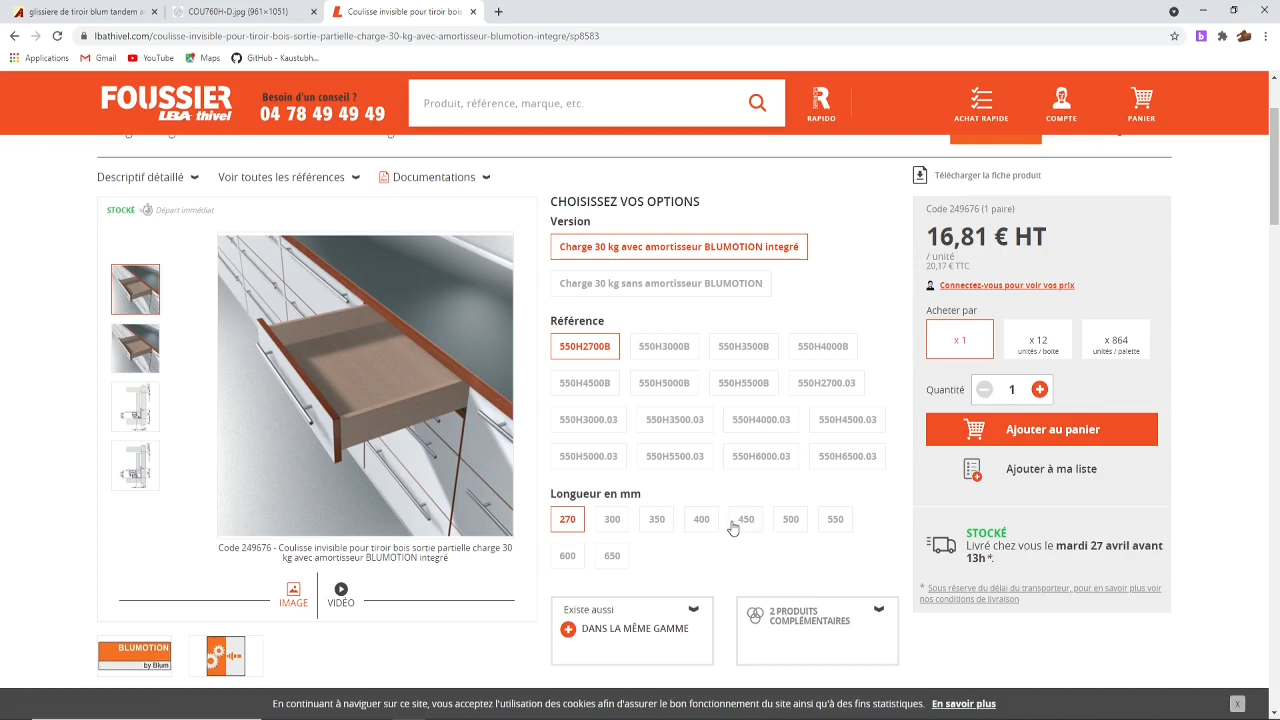 glissiere de tiroir blum tandem a
COU760H-D.jpg (961×1051)
Coulisse invisible pour tiroir bois
lbathivel.com/coulisse-invisible-pour-tiroir-bois-sortie-partielle-charge-30-kg-avec-amortisseur-blumotion-integre/sp8583
Applications
Gmail
YouTube
Maps
GitHub - Kaustubh...
FOUSSIER
LBA thivel
Besoin d'un conseil ?
04 78 49 49 49
Produit, référence, marque, etc.
SERVICE
RAPIDO
ACHAT RAPIDE
COMPTE
PANIER
Descriptif détaillé
Voir toutes les références
Documentations
Télécharger la fiche produit
STOCKÉ
Départ immédiat
Code 249676 - Coulisse invisible pour tiroir bois sortie partielle charge 30
kg avec amortisseur BLUMOTION integré
IMAGE
VIDÉO
BLUMOTION
by Blum
CHOISISSEZ VOS OPTIONS
Version
Charge 30 kg avec amortisseur BLUMOTION integré
Charge 30 kg sans amortisseur BLUMOTION
Référence
550H2700B 550H3000B 550H3500B 550H4000B
550H4500B 550H5000B 550H5500B 550H2700.03
550H3000.03 550H3500.03 550H4000.03 550H4500.03
550H5000.03 550H5500.03 550H6000.03 550H6500.03
Longueur en mm
270 300 350 400 450 500 550
600 650
Existe aussi
DANS LA MÊME GAMME
2 PRODUITS
COMPLÉMENTAIRES
Code 249676 (1 paire)
16,81 € HT
/ unité
20,17 € TTC
Connectez-vous pour voir vos prix
Acheter par
x 1
x 12
unités / boite
x 864
unités / palette
Quantité
1
Ajouter au panier
Ajouter à ma liste
STOCKÉ
Livré chez vous le mardi 27 avril avant
13h*.
* Sous réserve du délai du transporteur, pour en savoir plus voir
nos conditions de livraison
En continuant à naviguer sur ce site, vous acceptez l'utilisation des cookies afin d'assurer le bon fonctionnement du site ainsi qu'à des fins statistiques. En savoir plus
X